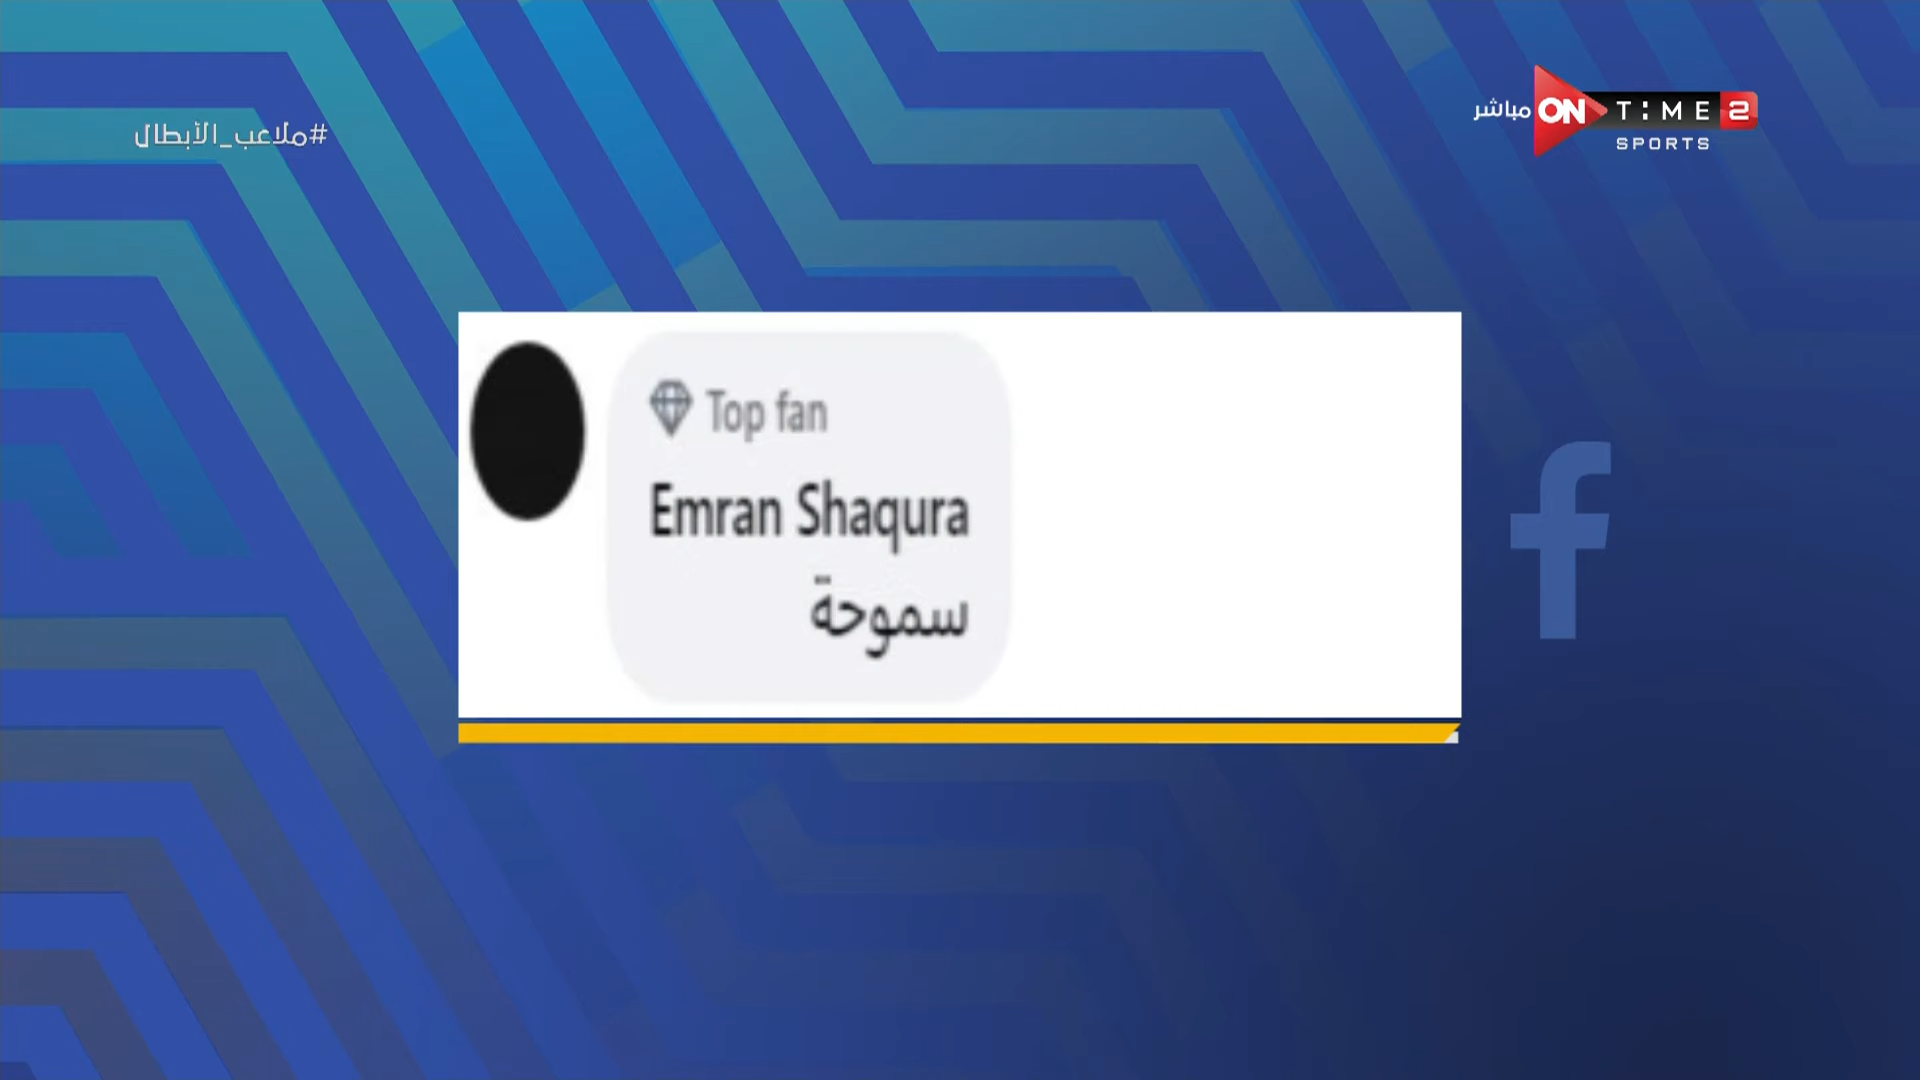 #ملاعب_الأبطال
مباشر ON TIME 2
SPORTS
Top fan
Emran Shaqura
سموحة